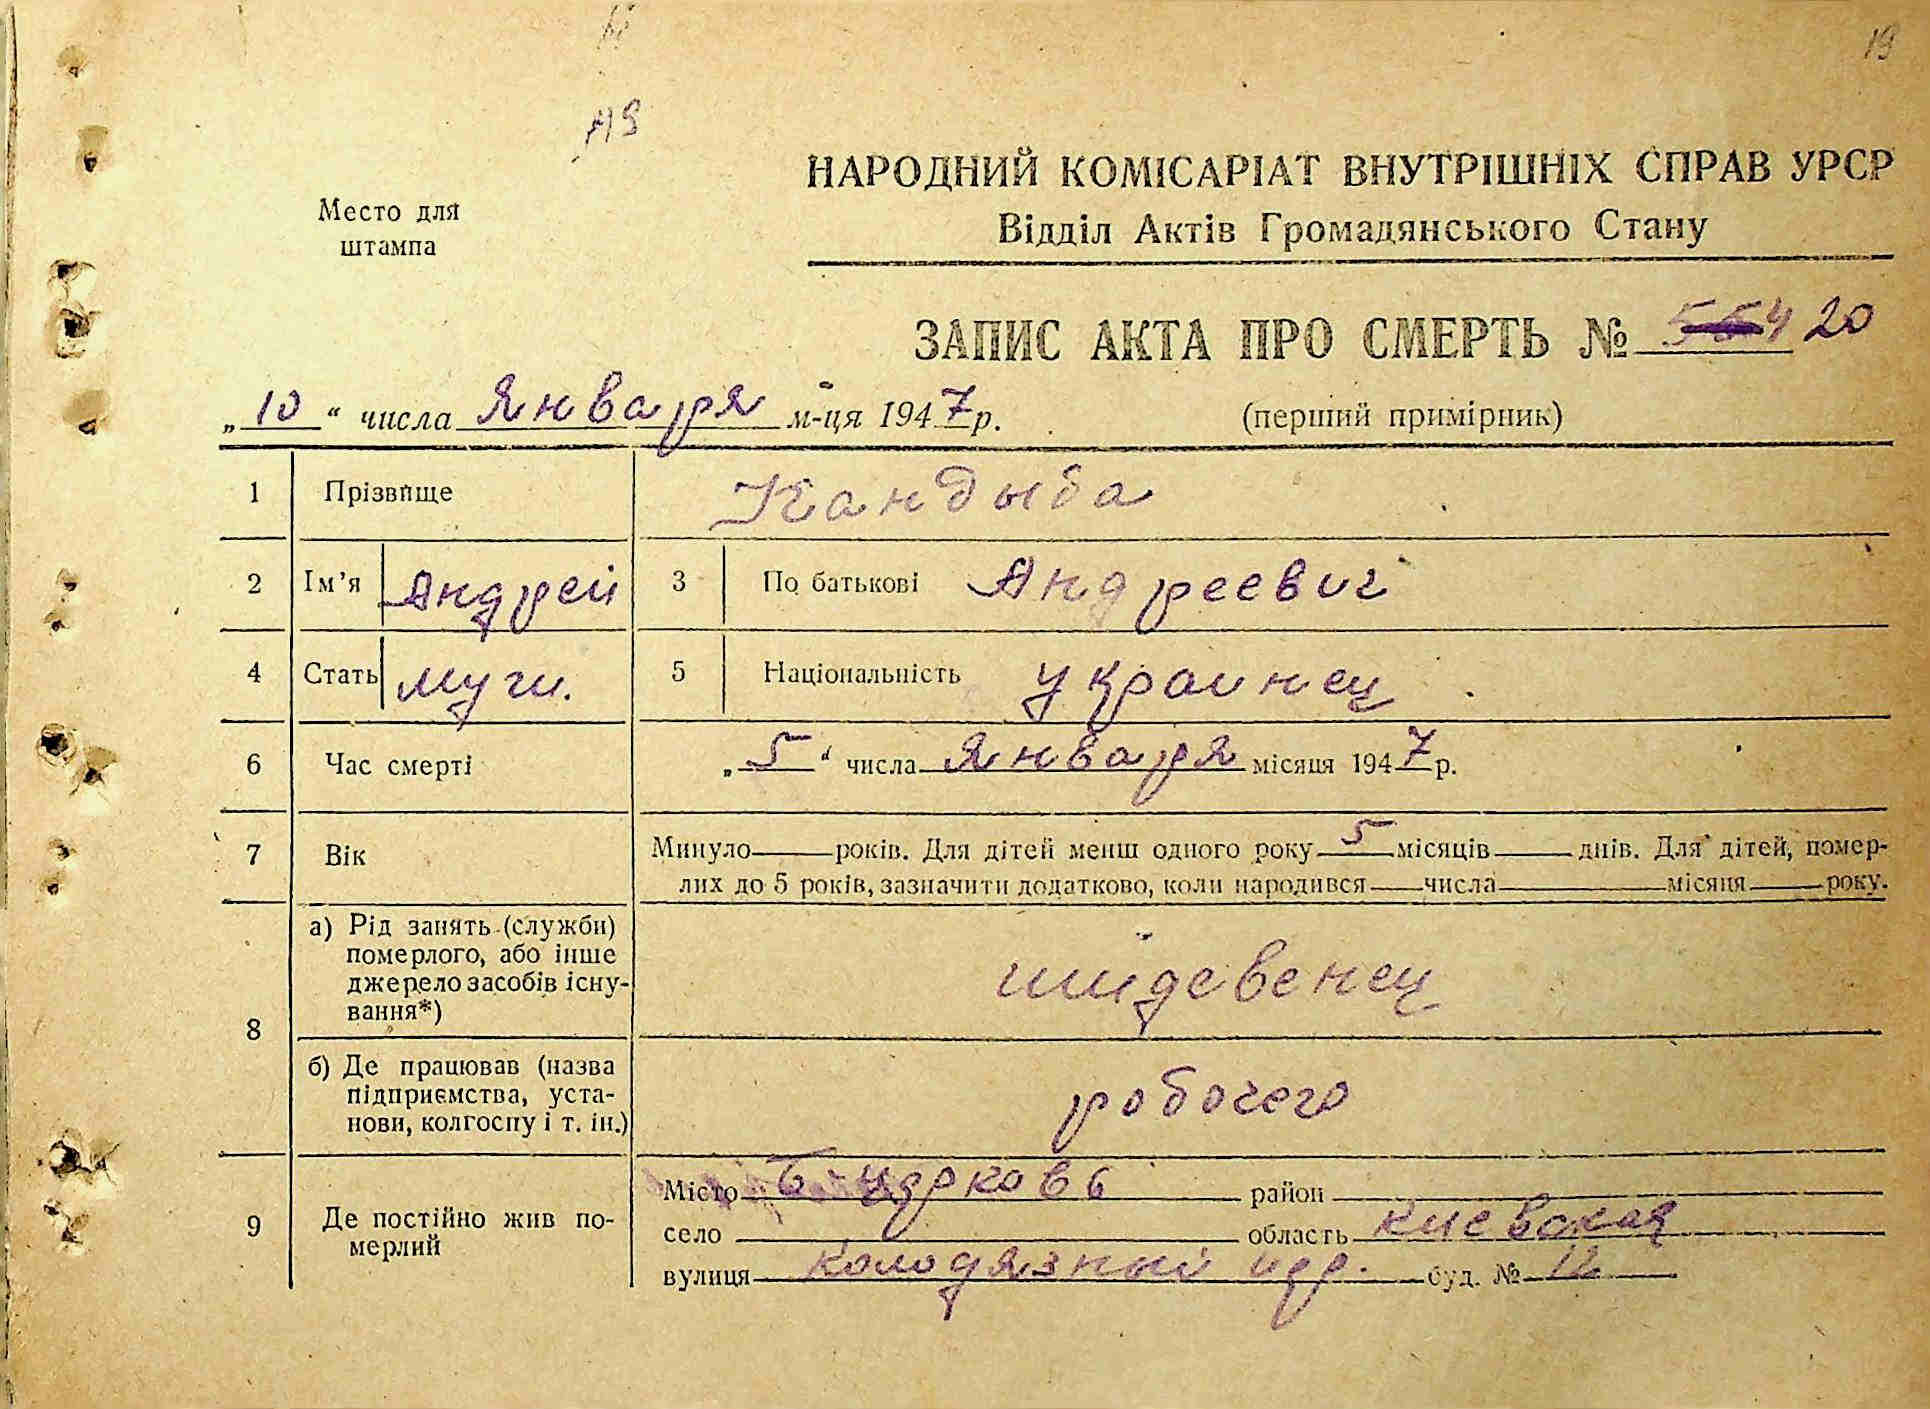 19
НАРОДНИЙ КОМІСАРІАТ ВНУТРІШНІХ СПРАВ УРСР
Відділ Актів Громадянського Стану
Место для
штампа
ЗАПИС АКТА ПРО СМЕРТЬ № 20
„10“ числа Января м-ця 1947р.
(перший примірник)
1 Прізвище Кандыба
2 Ім'я Андрей 3 По батькові Андреевич
4 Стать муж. 5 Національність украинец
6 Час смерті „5“ числа Января місяця 1947р.
7 Вік Минуло років. Для дітей менш одного року 5 місяців днів. Для дітей, помер-
лих до 5 років, зазначити додатково, коли народився числа місяця року.
8 а) Рід занять (служби)
померлого, або інше
джерело засобів існу-
вання*)
иждевенец
б) Де працював (назва
підприємства, уста-
нови, колгоспу і т. ін.)
робочего
9 Де постійно жив по-
мерлий
Місто Б Церковь район
село область киевская
вулиця колодязный буд. № 12